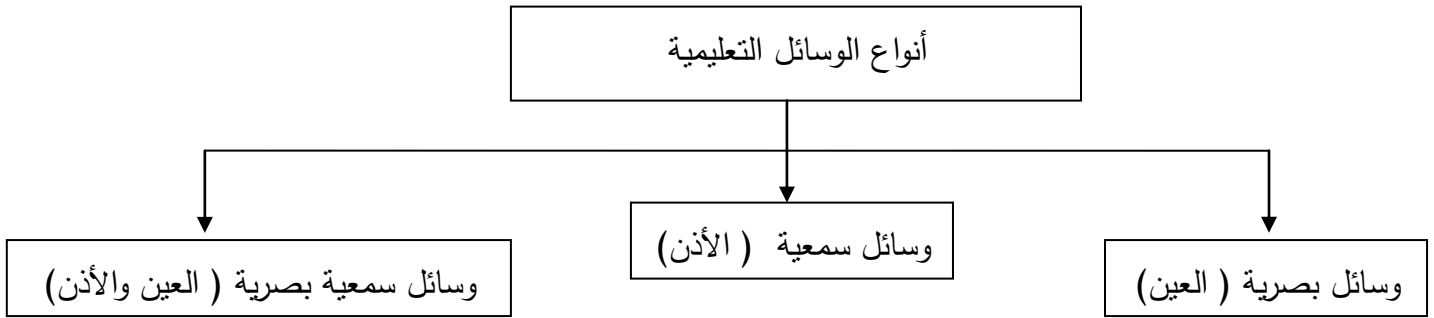 أنواع الوسائل التعليمية
وسائل بصرية ( العين)
وسائل سمعية ( الأذن)
وسائل سمعية بصرية ( العين والأذن)